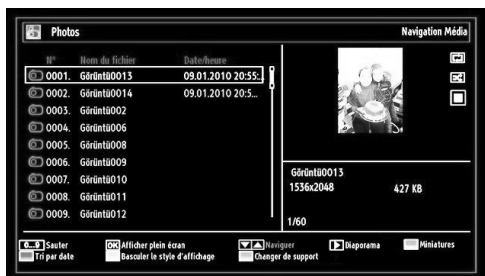 Photos Navigation Média
N° Nom du fichier Date/heure
0001. Görüntü0013 09.01.2010 20:55:..
0002. Görüntü0014 09.01.2010 20:5...
0003. Görüntü002
0004. Görüntü006
0005. Görüntü008
0006. Görüntü009
0007. Görüntü010
0008. Görüntü011
0009. Görüntü012
Görüntü0013
1536x2048 427 KB
1/60
0...9 Sauter OK Afficher plein écran Naviguer Diaporama Miniatures
Tri par date Basculer le style d'affichage Changer de support